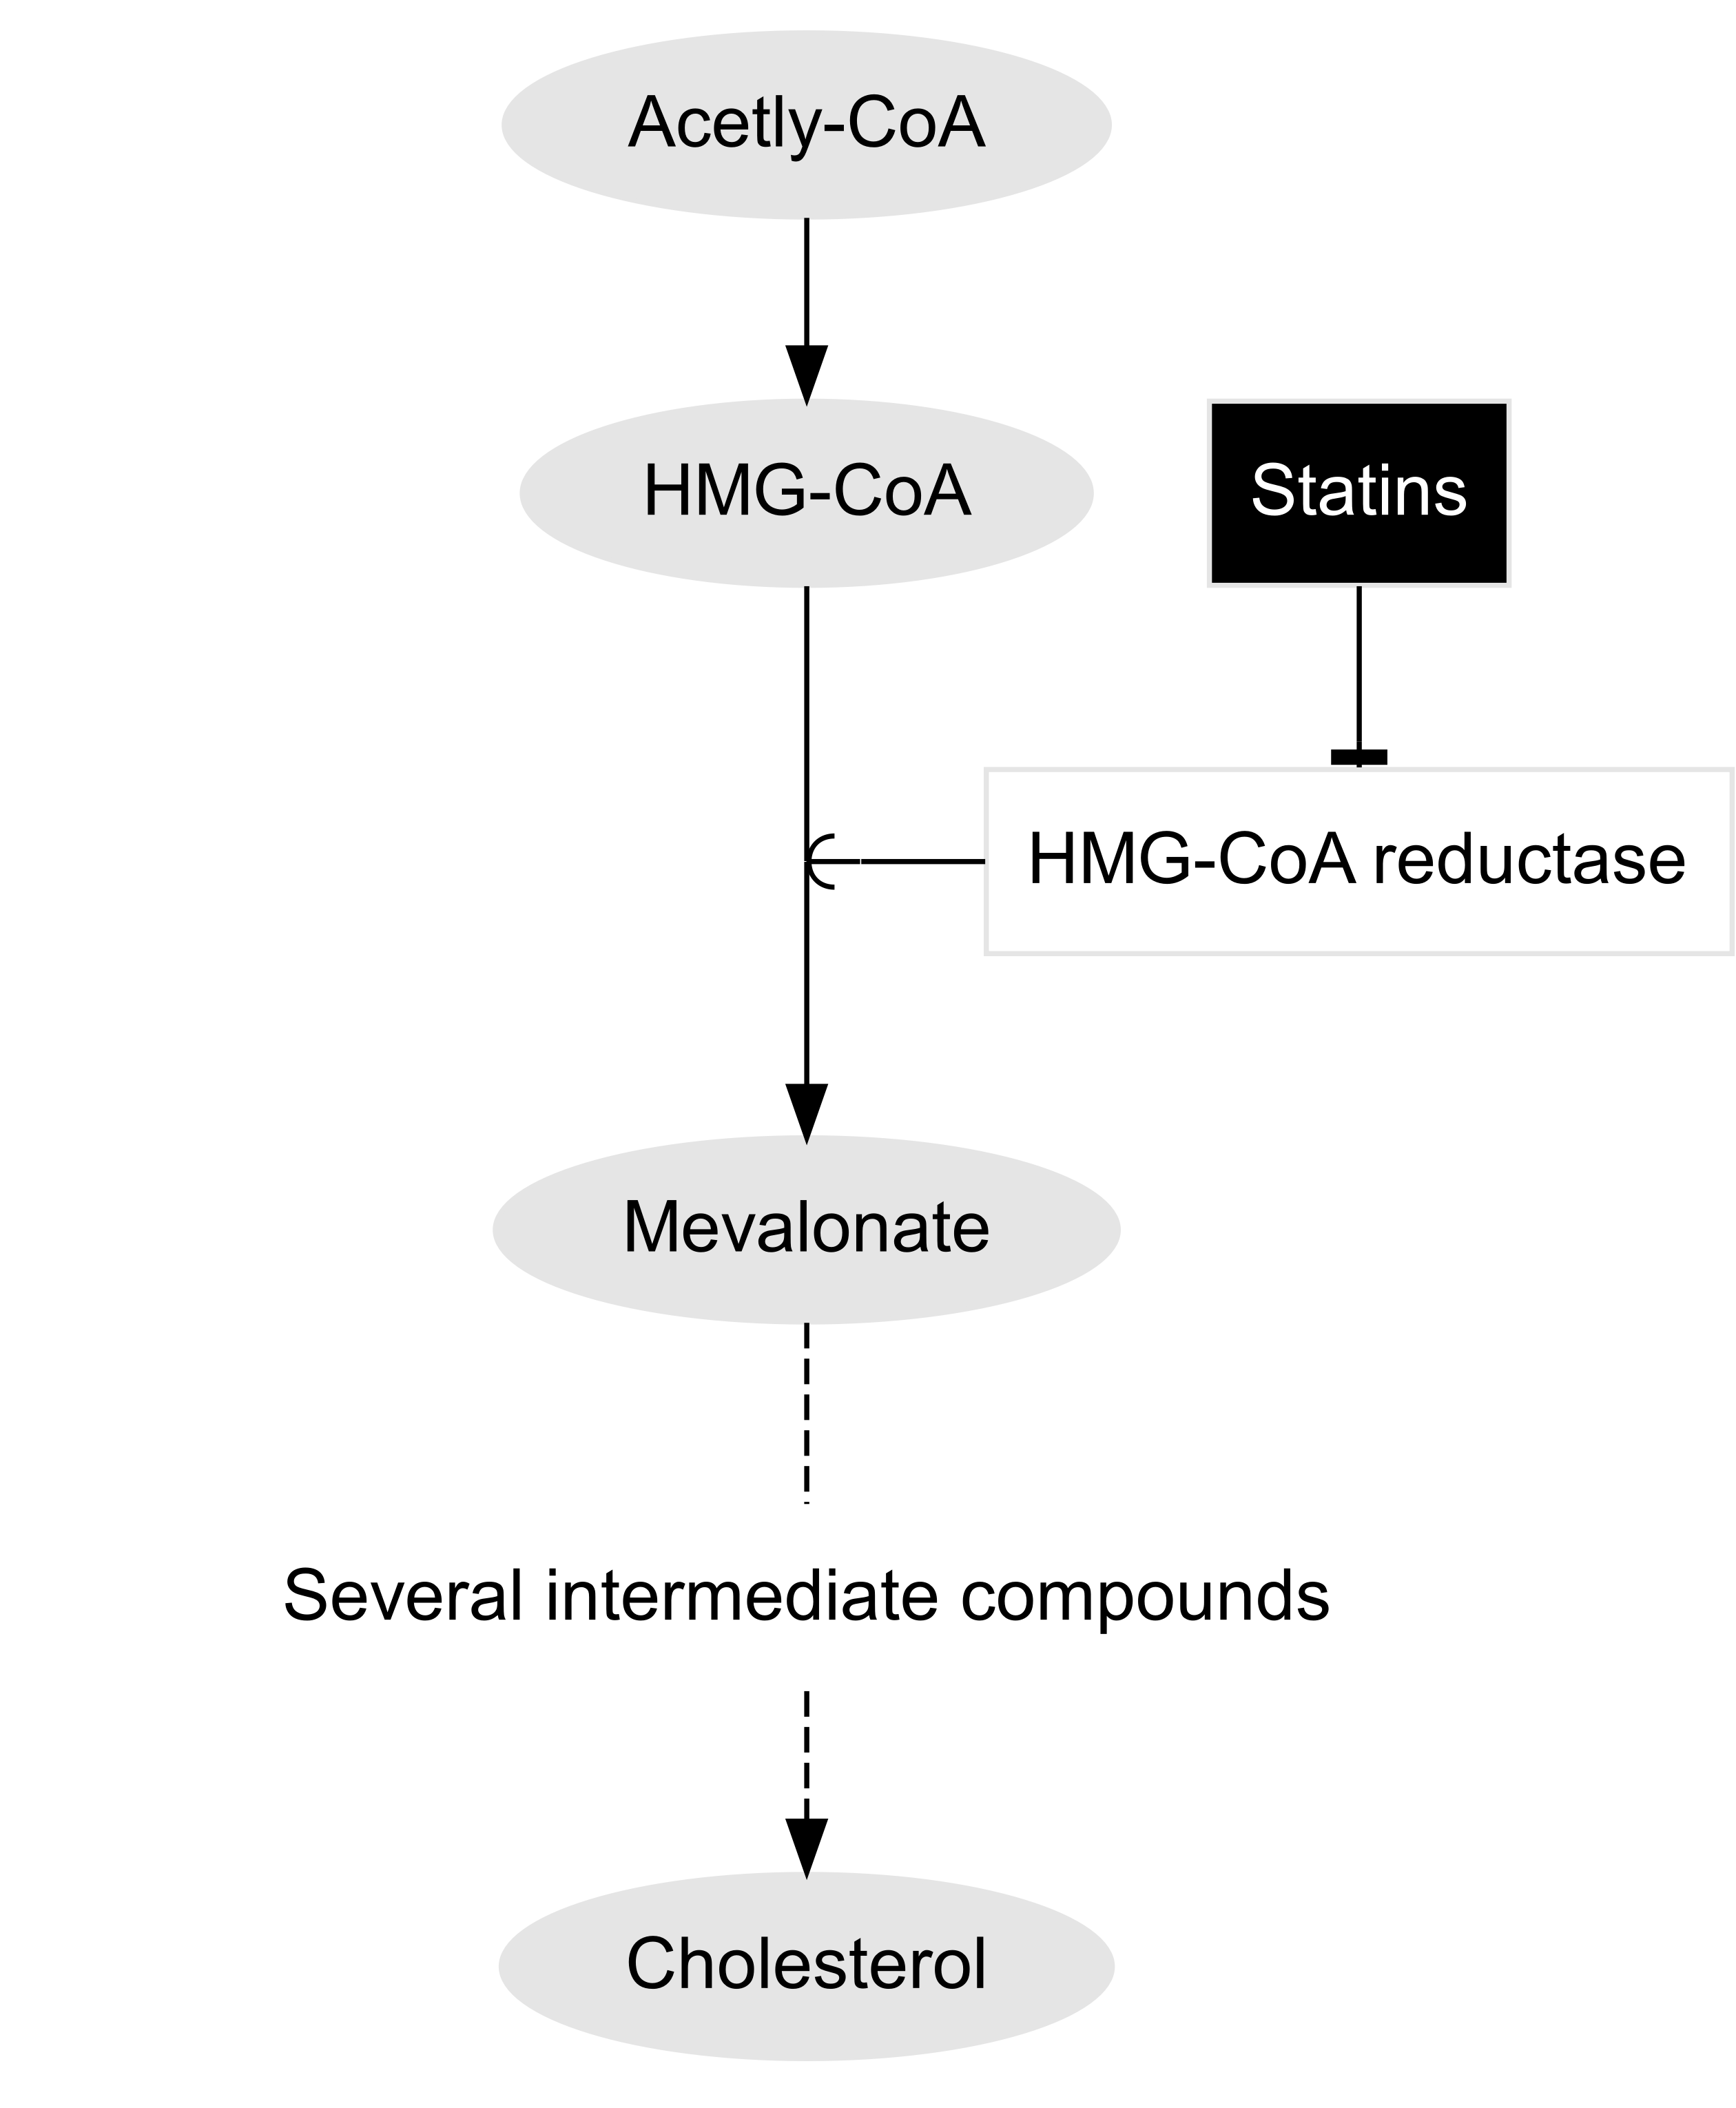 Acetly-CoA
HMG-CoA
Statins
HMG-CoA reductase
Mevalonate
Several intermediate compounds
Cholesterol